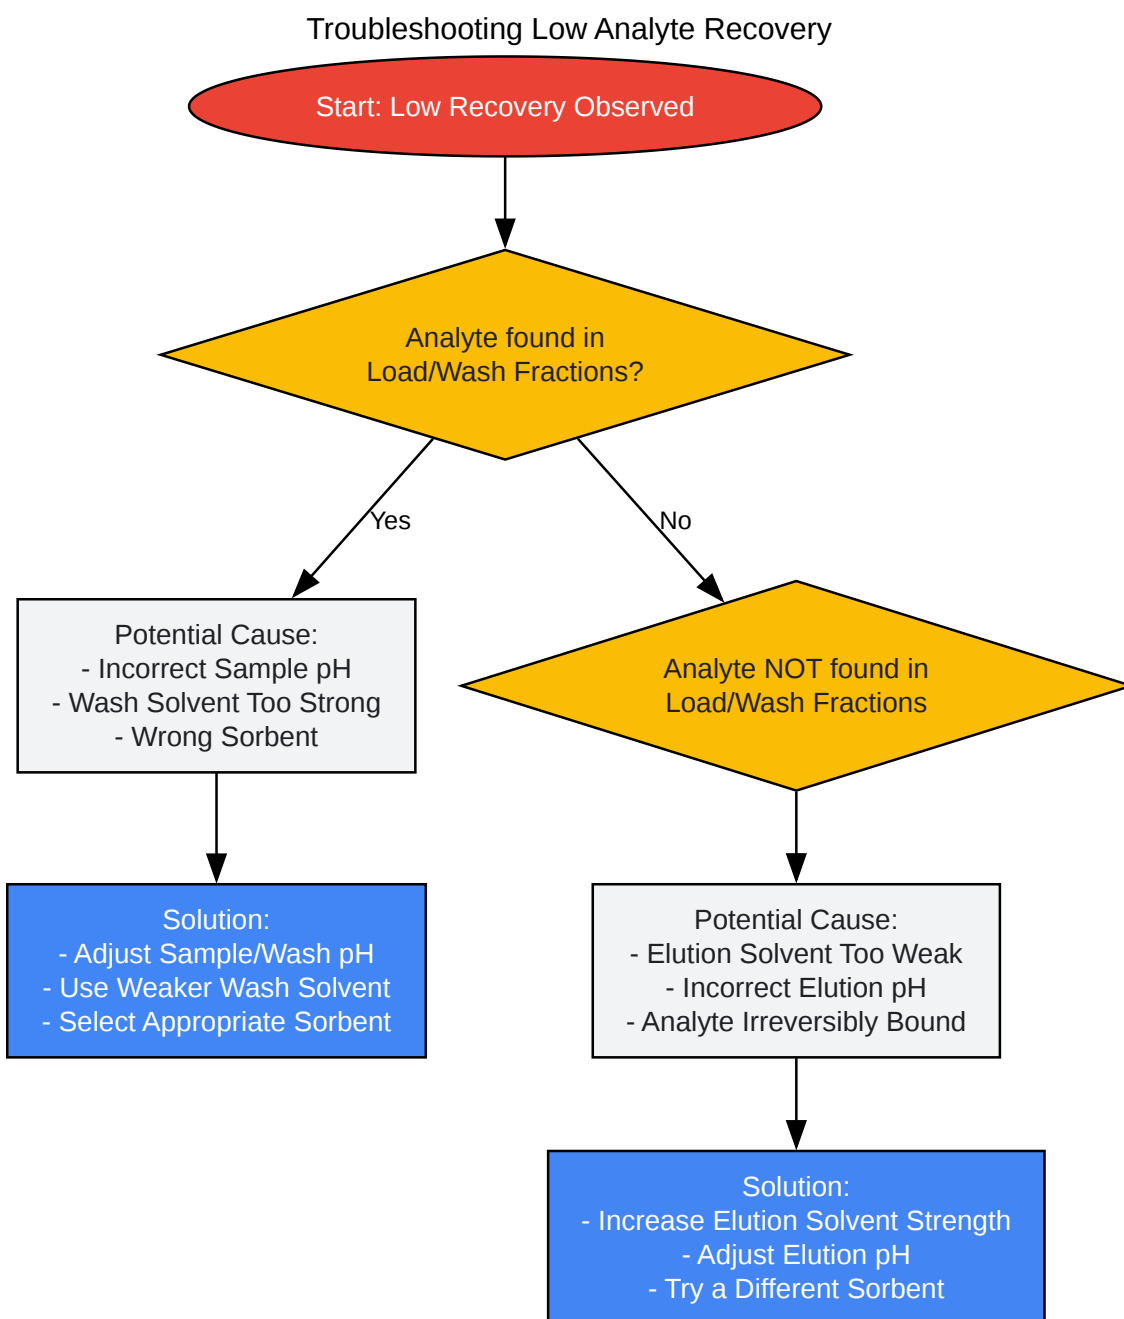 Troubleshooting Low Analyte Recovery
Start: Low Recovery Observed
Analyte found in
Load/Wash Fractions?
Yes
No
Potential Cause:
- Incorrect Sample pH
- Wash Solvent Too Strong
- Wrong Sorbent
Analyte NOT found in
Load/Wash Fractions
Solution:
- Adjust Sample/Wash pH
- Use Weaker Wash Solvent
- Select Appropriate Sorbent
Potential Cause:
- Elution Solvent Too Weak
- Incorrect Elution pH
- Analyte Irreversibly Bound
Solution:
- Increase Elution Solvent Strength
- Adjust Elution pH
- Try a Different Sorbent